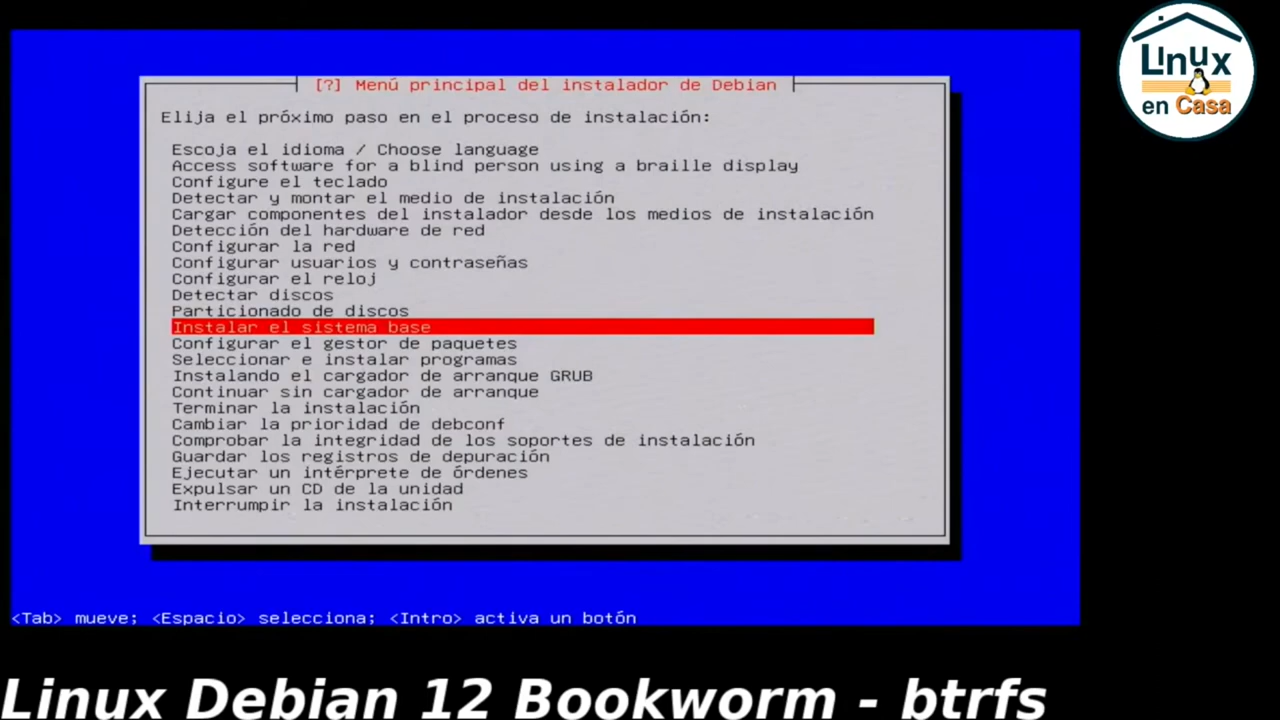 Linux
en Casa
[?] Menú principal del instalador de Debian
Elija el próximo paso en el proceso de instalación:
Escoja el idioma / Choose language
Access software for a blind person using a braille display
Configure el teclado
Detectar y montar el medio de instalación
Cargar componentes del instalador desde los medios de instalación
Detección del hardware de red
Configurar la red
Configurar usuarios y contraseñas
Configurar el reloj
Detectar discos
Particionado de discos
Instalar el sistema base
Configurar el gestor de paquetes
Seleccionar e instalar programas
Instalando el cargador de arranque GRUB
Continuar sin cargador de arranque
Terminar la instalación
Cambiar la prioridad de debconf
Comprobar la integridad de los soportes de instalación
Guardar los registros de depuración
Ejecutar un intérprete de órdenes
Expulsar un CD de la unidad
Interrumpir la instalación
<Tab> mueve; <Espacio> selecciona; <Intro> activa un botón
Linux Debian 12 Bookworm - btrfs